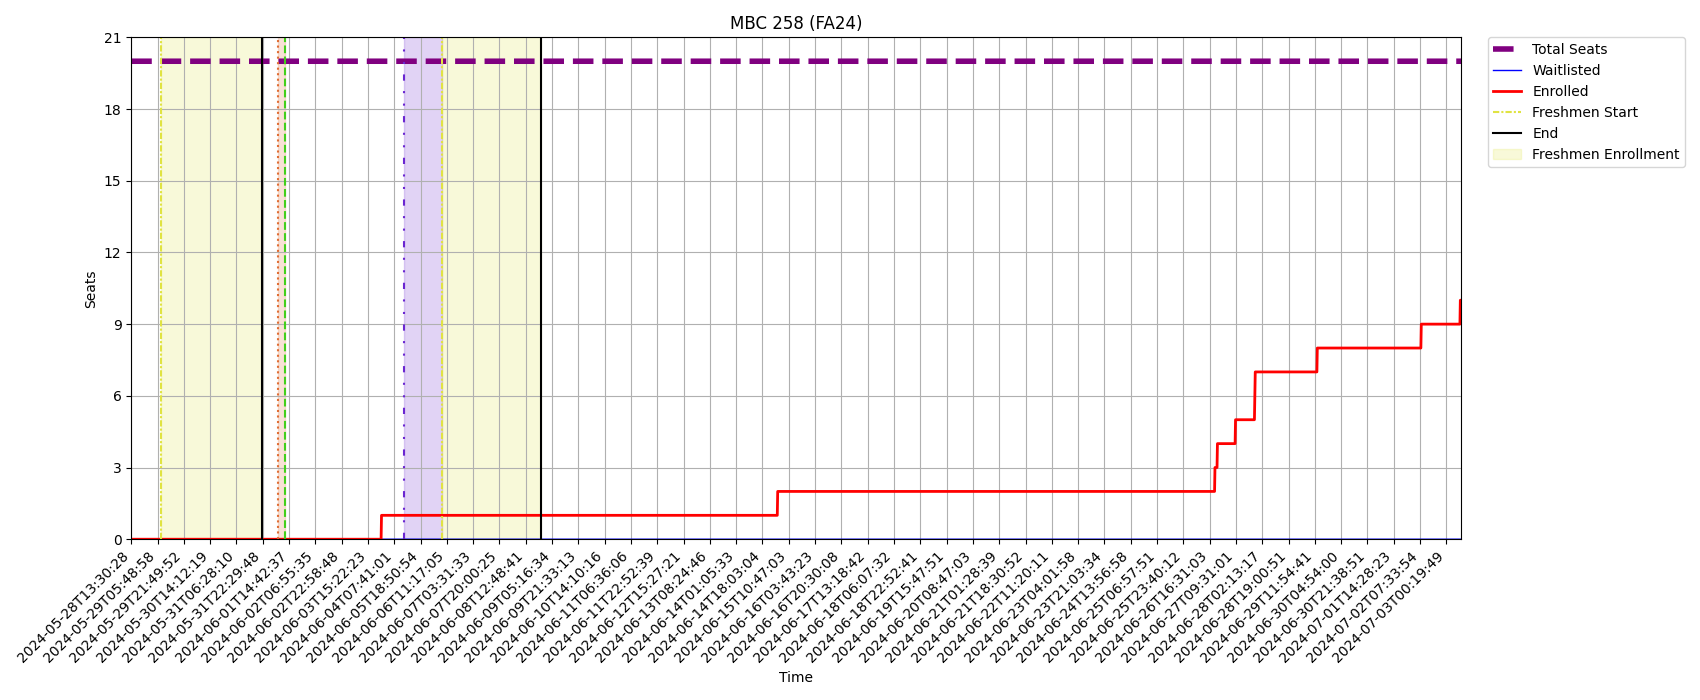 MBC 258 (FA24)
21
18
15
12
9
6
3
0
Seats
2024-05-28T13:30:28
2024-05-29T05:48:58
2024-05-29T21:49:52
2024-05-30T14:12:19
2024-05-31T06:28:10
2024-05-31T22:29:48
2024-06-01T14:42:37
2024-06-02T06:55:35
2024-06-02T22:58:48
2024-06-03T15:22:23
2024-06-04T07:41:01
2024-06-05T18:50:54
2024-06-06T11:17:05
2024-06-07T03:31:33
2024-06-07T20:00:25
2024-06-08T12:48:41
2024-06-09T05:16:34
2024-06-09T21:33:13
2024-06-10T14:10:16
2024-06-11T06:36:06
2024-06-11T22:52:39
2024-06-12T15:27:21
2024-06-13T08:24:46
2024-06-14T01:05:33
2024-06-14T18:03:04
2024-06-15T10:47:03
2024-06-16T03:43:23
2024-06-16T20:30:08
2024-06-17T13:18:42
2024-06-18T06:07:32
2024-06-18T22:52:41
2024-06-19T15:47:51
2024-06-20T08:47:03
2024-06-21T01:28:39
2024-06-21T18:30:52
2024-06-22T11:20:11
2024-06-23T04:01:58
2024-06-23T21:03:34
2024-06-24T13:56:58
2024-06-25T06:57:51
2024-06-25T23:40:12
2024-06-26T16:31:03
2024-06-27T09:31:01
2024-06-28T02:13:17
2024-06-28T19:00:51
2024-06-29T11:54:41
2024-06-30T04:54:00
2024-06-30T21:38:51
2024-07-01T14:28:23
2024-07-02T07:33:54
2024-07-03T00:19:49
Time
Total Seats
Waitlisted
Enrolled
Freshmen Start
End
Freshmen Enrollment